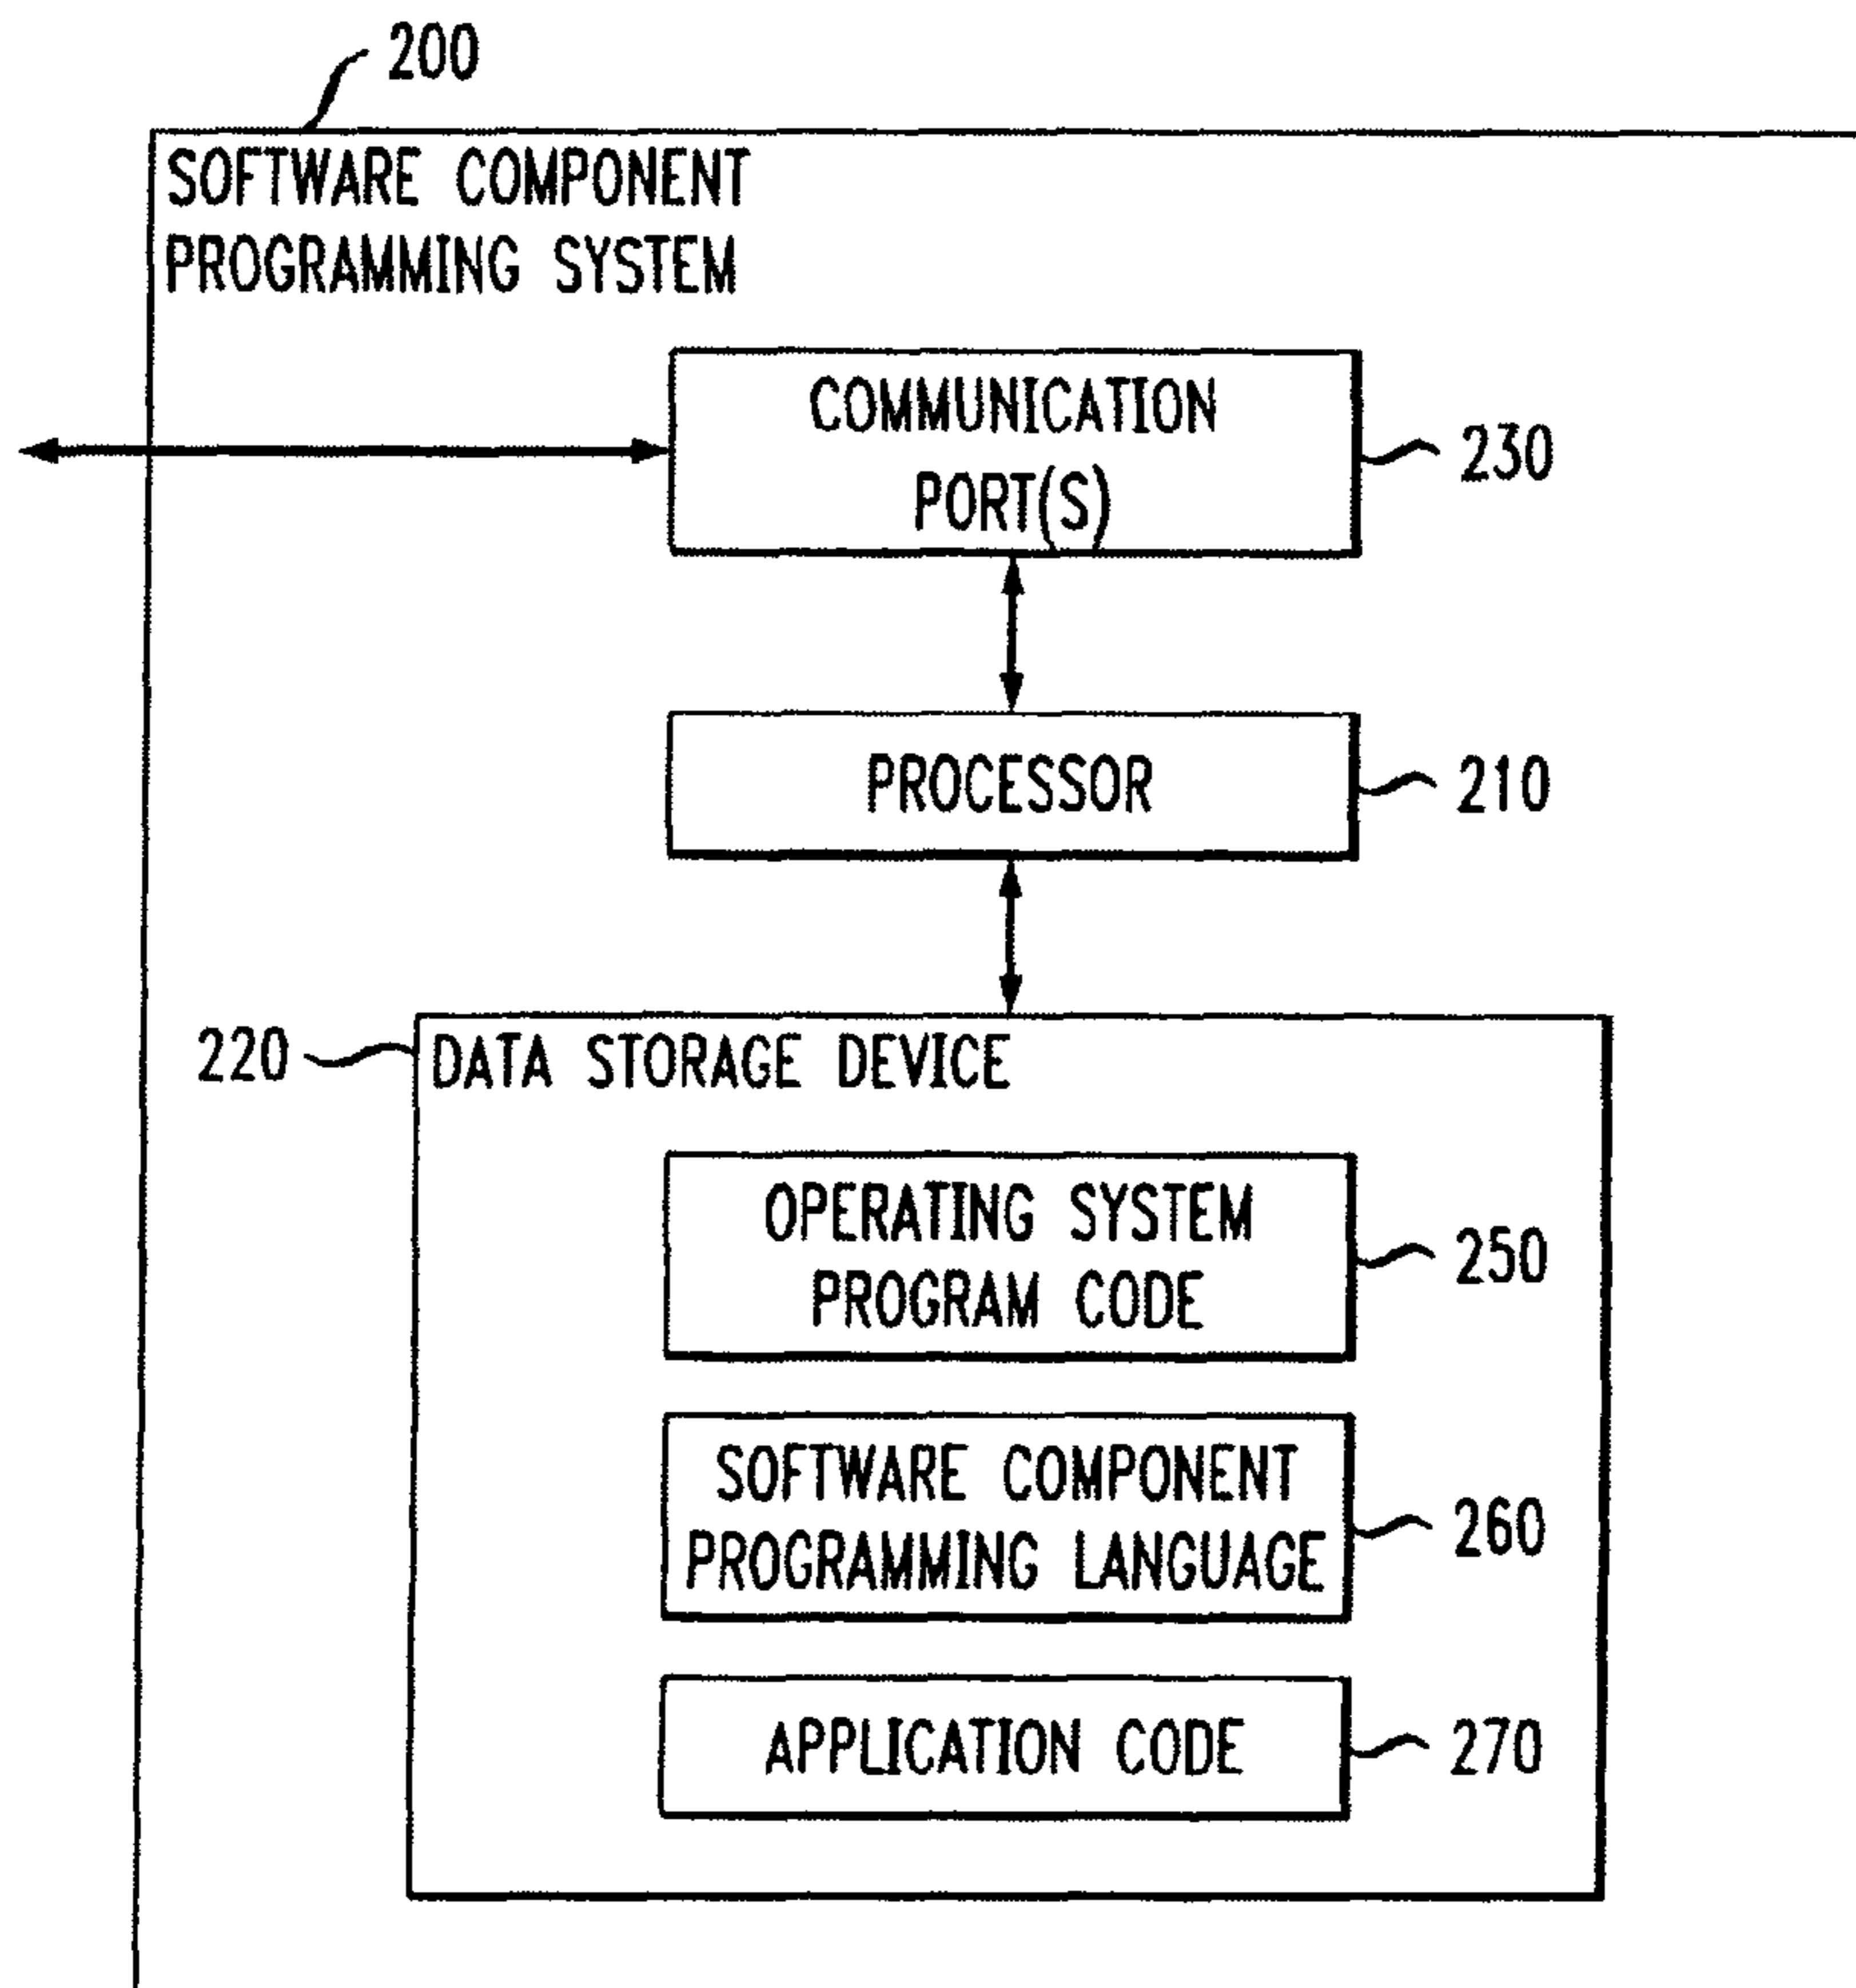 200
SOFTWARE COMPONENT
PROGRAMMING SYSTEM
COMMUNICATION
PORT(S)
230
PROCESSOR
210
220
DATA STORAGE DEVICE
OPERATING SYSTEM
PROGRAM CODE
250
SOFTWARE COMPONENT
PROGRAMMING LANGUAGE
260
APPLICATION CODE
270